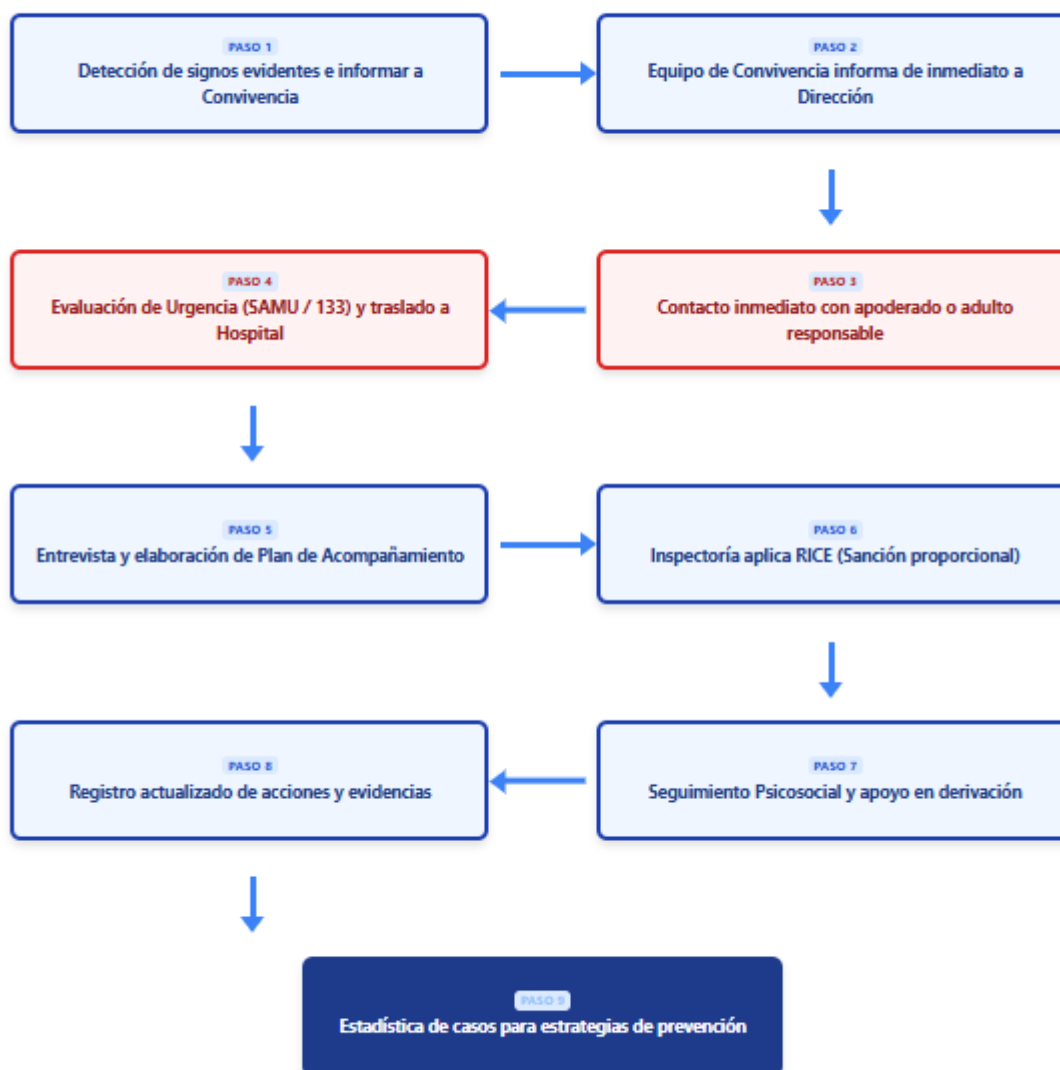 PASO 1
Detección de signos evidentes e informar a
Convivencia
PASO 2
Equipo de Convivencia informa de inmediato a
Dirección
PASO 3
Contacto inmediato con apoderado o adulto
responsable
PASO 4
Evaluación de Urgencia (SAMU / 133) y traslado a
Hospital
PASO 5
Entrevista y elaboración de Plan de Acompañamiento
PASO 6
Inspectoría aplica RICE (Sanción proporcional)
PASO 7
Seguimiento Psicosocial y apoyo en derivación
PASO 8
Registro actualizado de acciones y evidencias
PASO 9
Estadística de casos para estrategias de prevención